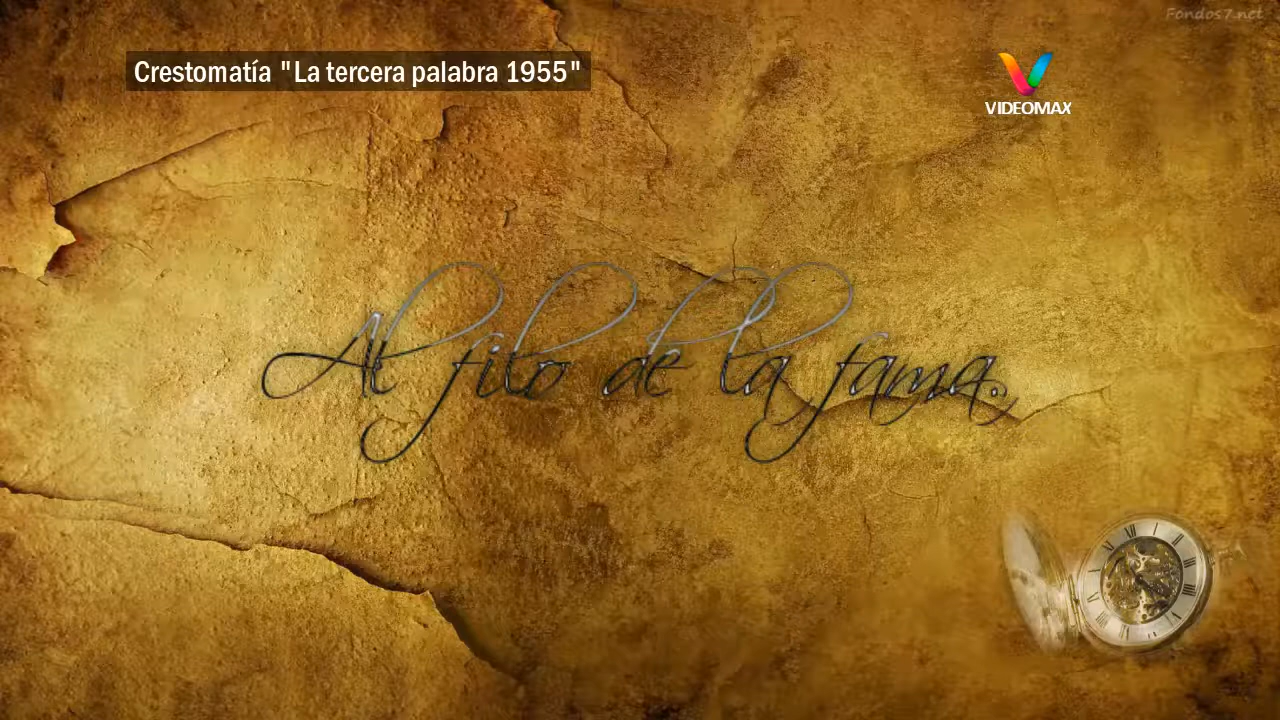 Fondos7.net
Crestomatía "La tercera palabra 1955"
VIDEOMAX
Al filo de la fama.